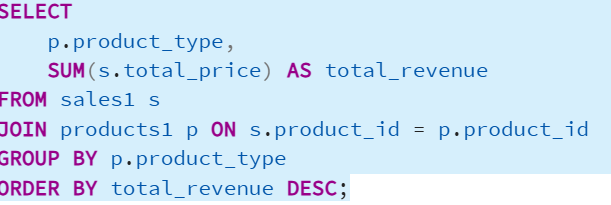 SELECT
    p.product_type,
    SUM(s.total_price) AS total_revenue
FROM sales1 s
JOIN products1 p ON s.product_id = p.product_id
GROUP BY p.product_type
ORDER BY total_revenue DESC;